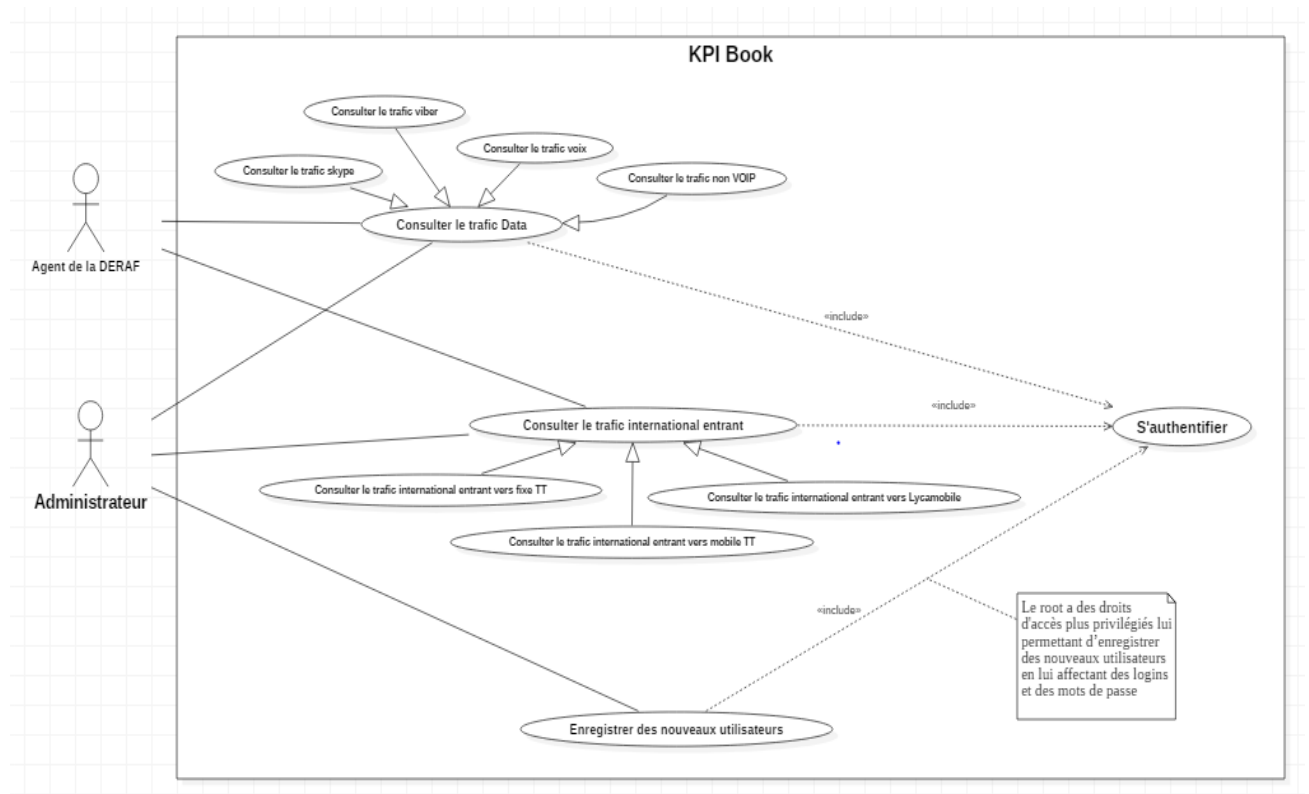 KPI Book
Consulter le trafic viber
Consulter le trafic voix
Consulter le trafic skype
Consulter le trafic non VOIP
Consulter le trafic Data
Agent de la DERAF
«include»
«include»
Consulter le trafic international entrant
S'authentifier
Administrateur
Consulter le trafic international entrant vers fixe TT
Consulter le trafic international entrant vers Lycamobile
Consulter le trafic international entrant vers mobile TT
«include»
Le root a des droits
d'accès plus privilégiés lui
permettant d’enregistrer
des nouveaux utilisateurs
en lui affectant des logins
et des mots de passe
Enregistrer des nouveaux utilisateurs